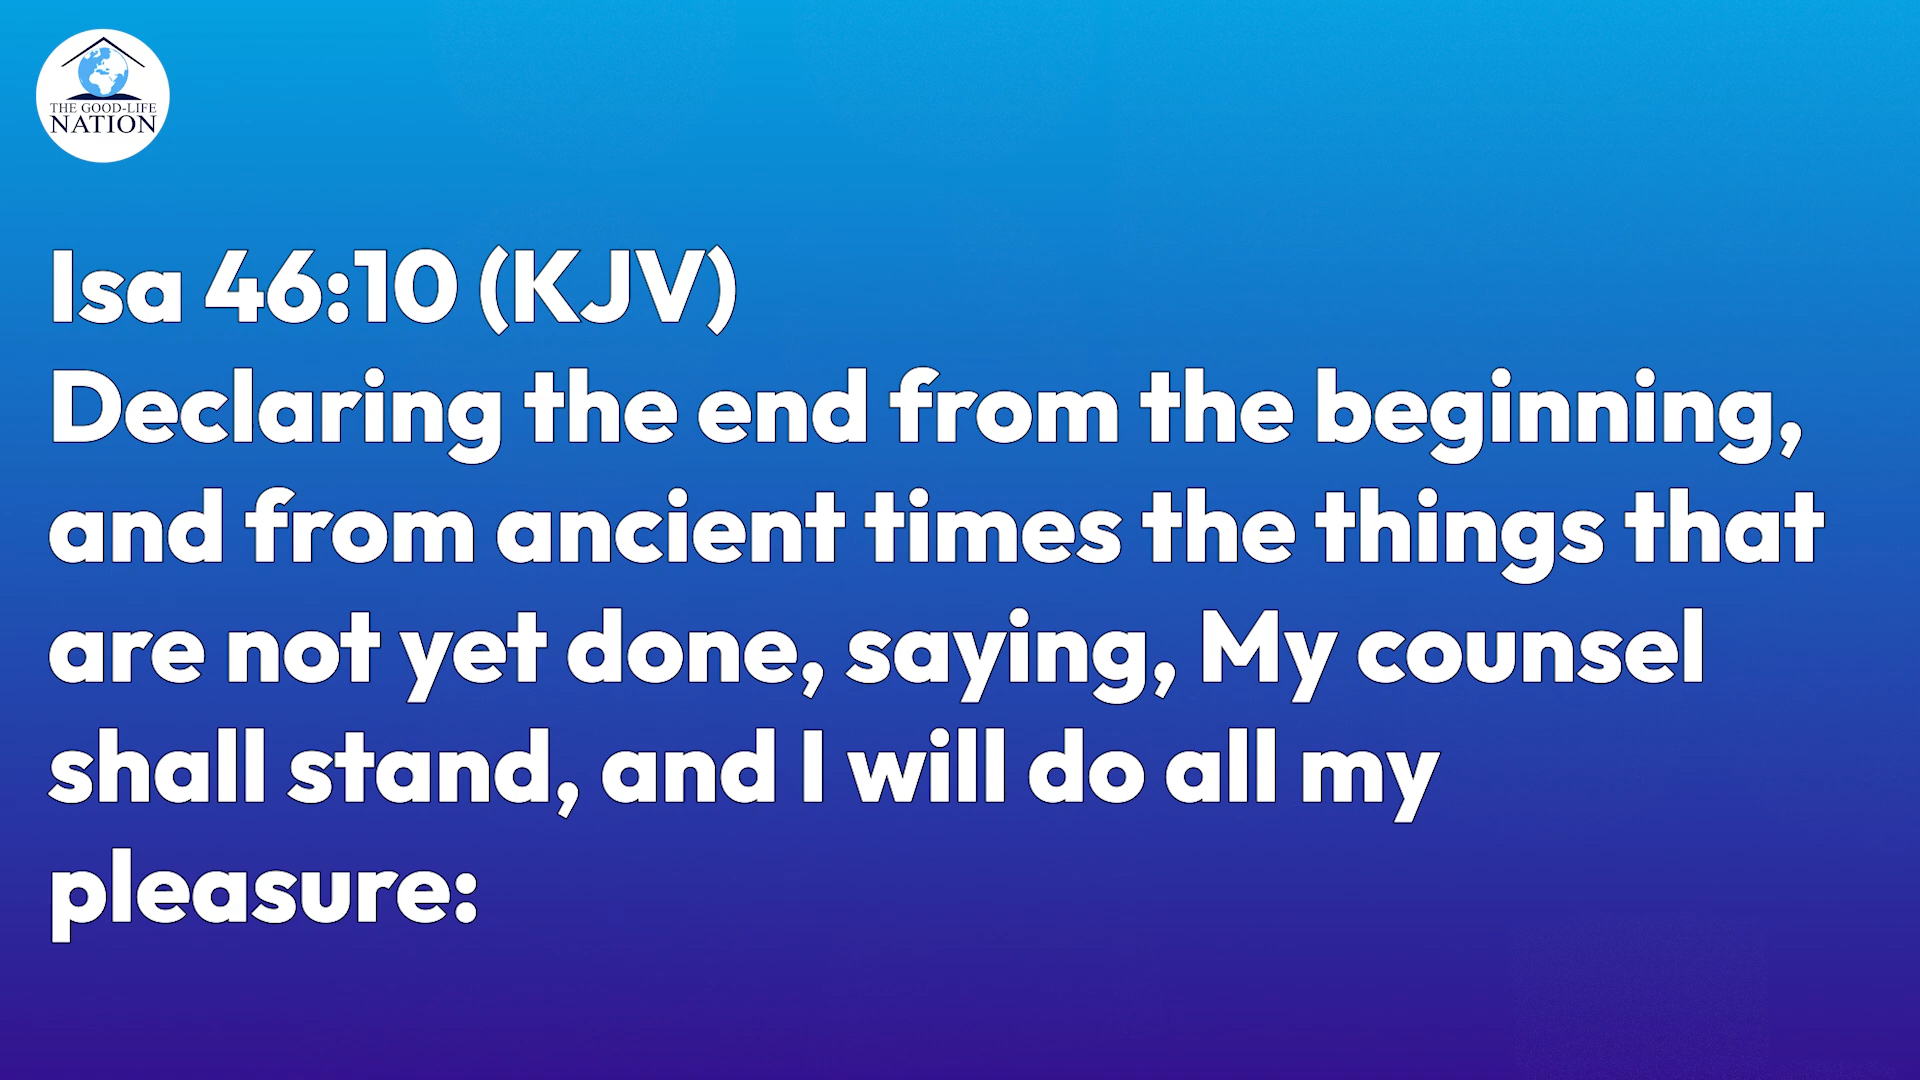 THE GOOD-LIFE
NATION
Isa 46:10 (KJV)
Declaring the end from the beginning,
and from ancient times the things that
are not yet done, saying, My counsel
shall stand, and I will do all my
pleasure: